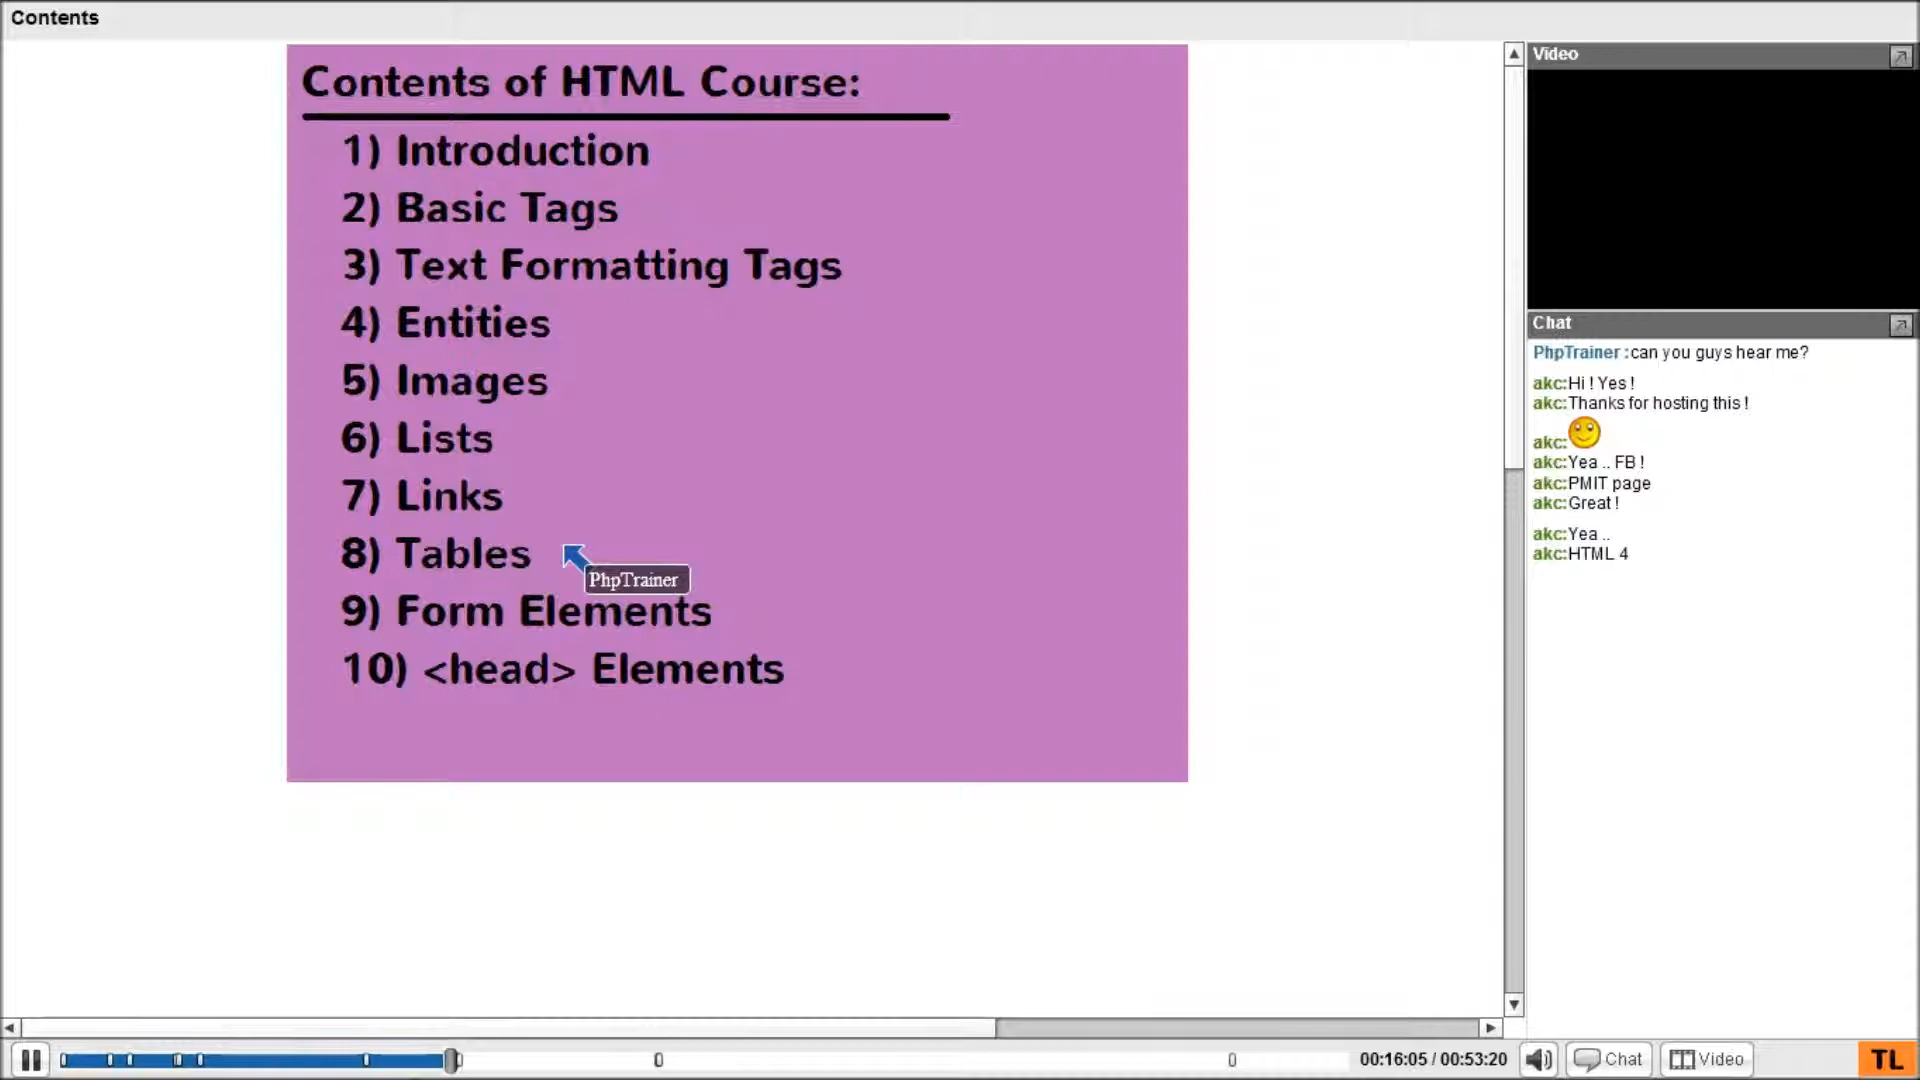 Contents
Contents of HTML Course:
1) Introduction
2) Basic Tags
3) Text Formatting Tags
4) Entities
5) Images
6) Lists
7) Links
8) Tables
PhpTrainer
9) Form Elements
10) <head> Elements
Video
Chat
PhpTrainer :can you guys hear me?
akc:Hi ! Yes !
akc:Thanks for hosting this !
akc:
akc:Yea .. FB !
akc:PMIT page
akc:Great !
akc:Yea ..
akc:HTML 4
00:16:05 / 00:53:20
Chat
Video
TL